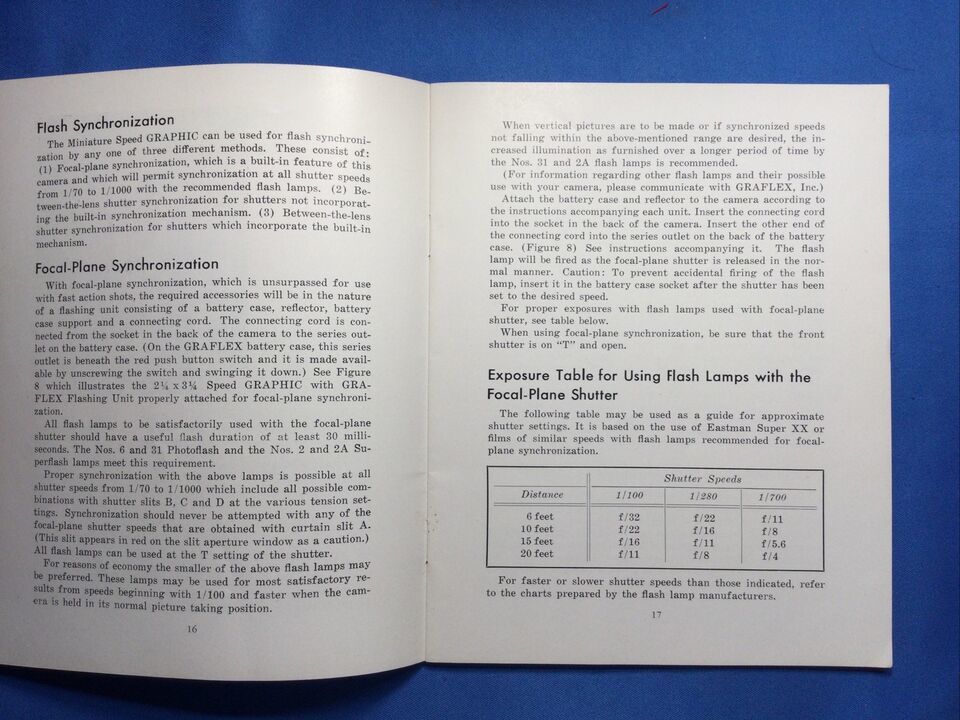 Flash Synchronization
The Miniature Speed GRAPHIC can be used for flash synchroni-
zation by any one of three different methods. These consist of:
(1) Focal-plane synchronization, which is a built-in feature of this
camera and which will permit synchronization at all shutter speeds
from 1/70 to 1/1000 with the recommended flash lamps. (2) Be-
tween-the-lens shutter synchronization for shutters not incorporat-
ing the built-in synchronization mechanism. (3) Between-the-lens
shutter synchronization for shutters which incorporate the built-in
mechanism.
Focal-Plane Synchronization
With focal-plane synchronization, which is unsurpassed for use
with fast action shots, the required accessories will be in the nature
of a flashing unit consisting of a battery case, reflector, battery
case support and a connecting cord. The connecting cord is con-
nected from the socket in the back of the camera to the series out-
let on the battery case. (On the GRAFLEX battery case, this series
outlet is beneath the red push button switch and it is made avail-
able by unscrewing the switch and swinging it down.) See Figure
8 which illustrates the 2¼ x 3¼ Speed GRAPHIC with GRA-
FLEX Flashing Unit properly attached for focal-plane synchroni-
zation.
All flash lamps to be satisfactorily used with the focal-plane
shutter should have a useful flash duration of at least 30 milli-
seconds. The Nos. 6 and 31 Photoflash and the Nos. 2 and 2A Su-
perflash lamps meet this requirement.
Proper synchronization with the above lamps is possible at all
shutter speeds from 1/70 to 1/1000 which include all possible com-
binations with shutter slits B, C and D at the various tension set-
tings. Synchronization should never be attempted with any of the
focal-plane shutter speeds that are obtained with curtain slit A.
(This slit appears in red on the slit aperture window as a caution.)
All flash lamps can be used at the T setting of the shutter.
For reasons of economy the smaller of the above flash lamps may
be preferred. These lamps may be used for most satisfactory re-
sults from speeds beginning with 1/100 and faster when the cam-
era is held in its normal picture taking position.
16
When vertical pictures are to be made or if synchronized speeds
not falling within the above-mentioned range are desired, the in-
creased illumination as furnished over a longer period of time by
the Nos. 31 and 2A flash lamps is recommended.
(For information regarding other flash lamps and their possible
use with your camera, please communicate with GRAFLEX, Inc.)
Attach the battery case and reflector to the camera according to
the instructions accompanying each unit. Insert the connecting cord
into the socket in the back of the camera. Insert the other end of
the connecting cord into the series outlet on the back of the battery
case. (Figure 8) See instructions accompanying it. The flash
lamp will be fired as the focal-plane shutter is released in the nor-
mal manner. Caution: To prevent accidental firing of the flash
lamp, insert it in the battery case socket after the shutter has been
set to the desired speed.
For proper exposures with flash lamps used with focal-plane
shutter, see table below.
When using focal-plane synchronization, be sure that the front
shutter is on "T" and open.
Exposure Table for Using Flash Lamps with the
Focal-Plane Shutter
The following table may be used as a guide for approximate
shutter settings. It is based on the use of Eastman Super XX or
films of similar speeds with flash lamps recommended for focal-
plane synchronization.
Shutter Speeds
Distance 1/100 1/280 1/700
6 feet f/32 f/22 f/11
10 feet f/22 f/16 f/8
15 feet f/16 f/11 f/5.6
20 feet f/11 f/8 f/4
For faster or slower shutter speeds than those indicated, refer
to the charts prepared by the flash lamp manufacturers.
17